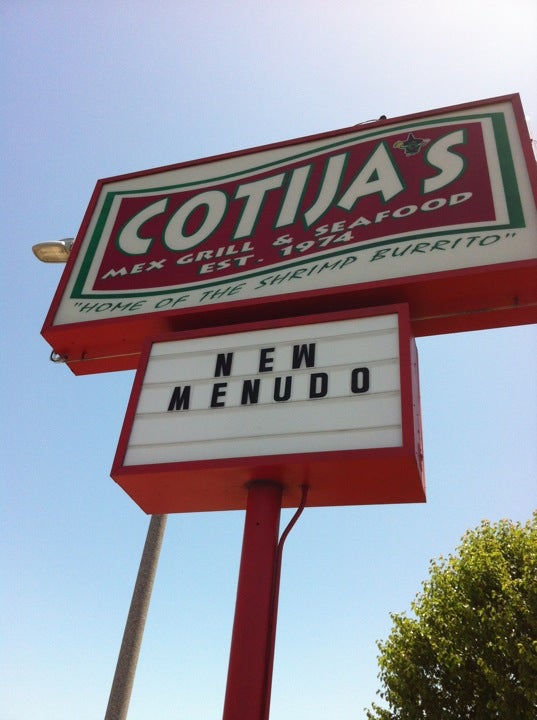 COTIJA'S
MEX GRILL & SEAFOOD
EST. 1974
"HOME OF THE SHRIMP BURRITO"
NEW
MENUDO